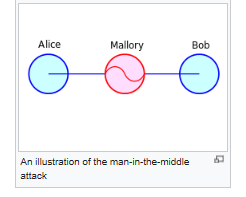 Alice Mallory Bob
An illustration of the man-in-the-middle
attack